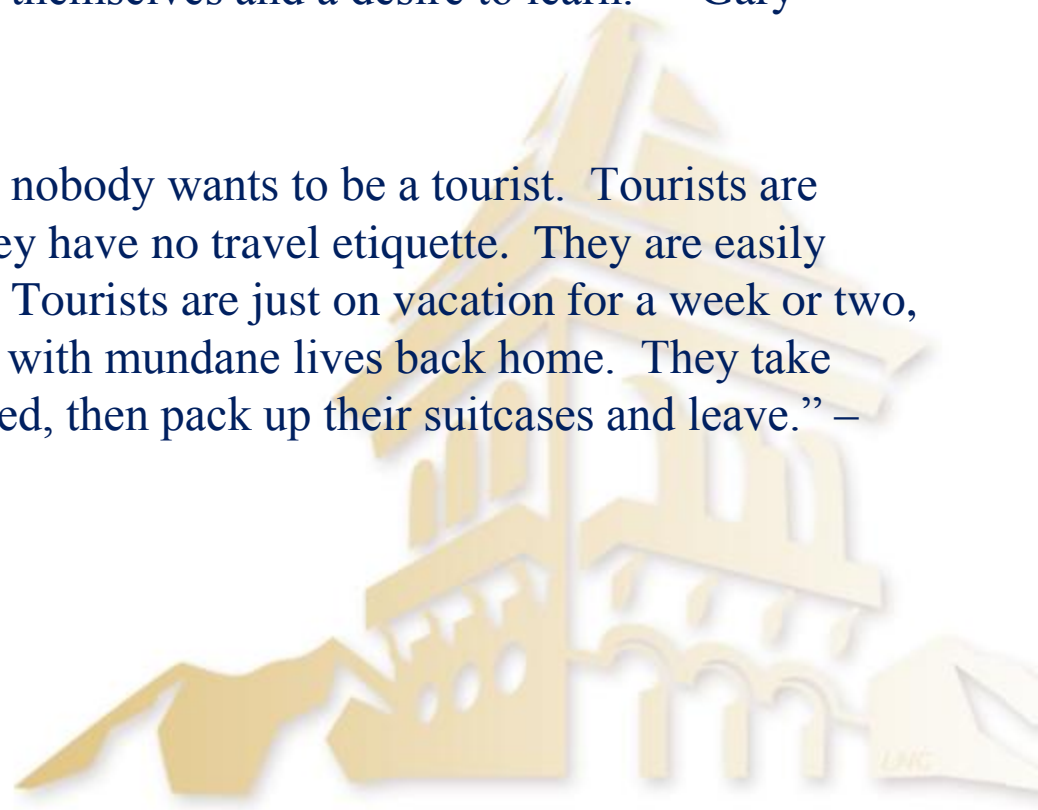 themselves and a desire to learn.” – Gary
nobody wants to be a tourist. Tourists are
ey have no travel etiquette. They are easily
Tourists are just on vacation for a week or two,
with mundane lives back home. They take
ed, then pack up their suitcases and leave.” –